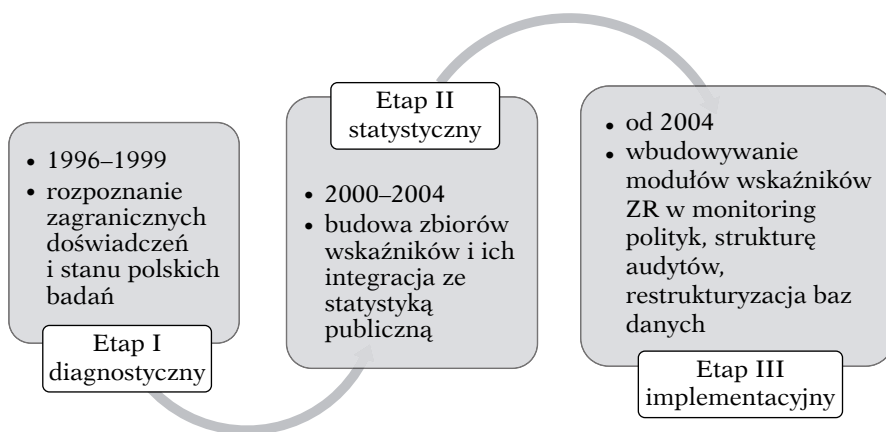 • 1996–1999
• rozpoznanie
zagranicznych
doświadczeń
i stanu polskich
badań
Etap I
diagnostyczny
Etap II
statystyczny
• 2000–2004
• budowa zbiorów
wskaźników i ich
integracja ze
statystyką
publiczną
• od 2004
• wbudowywanie
modułów wskaźników
ZR w monitoring
polityk, strukturę
audytów,
restrukturyzacja baz
danych
Etap III
implementacyjny